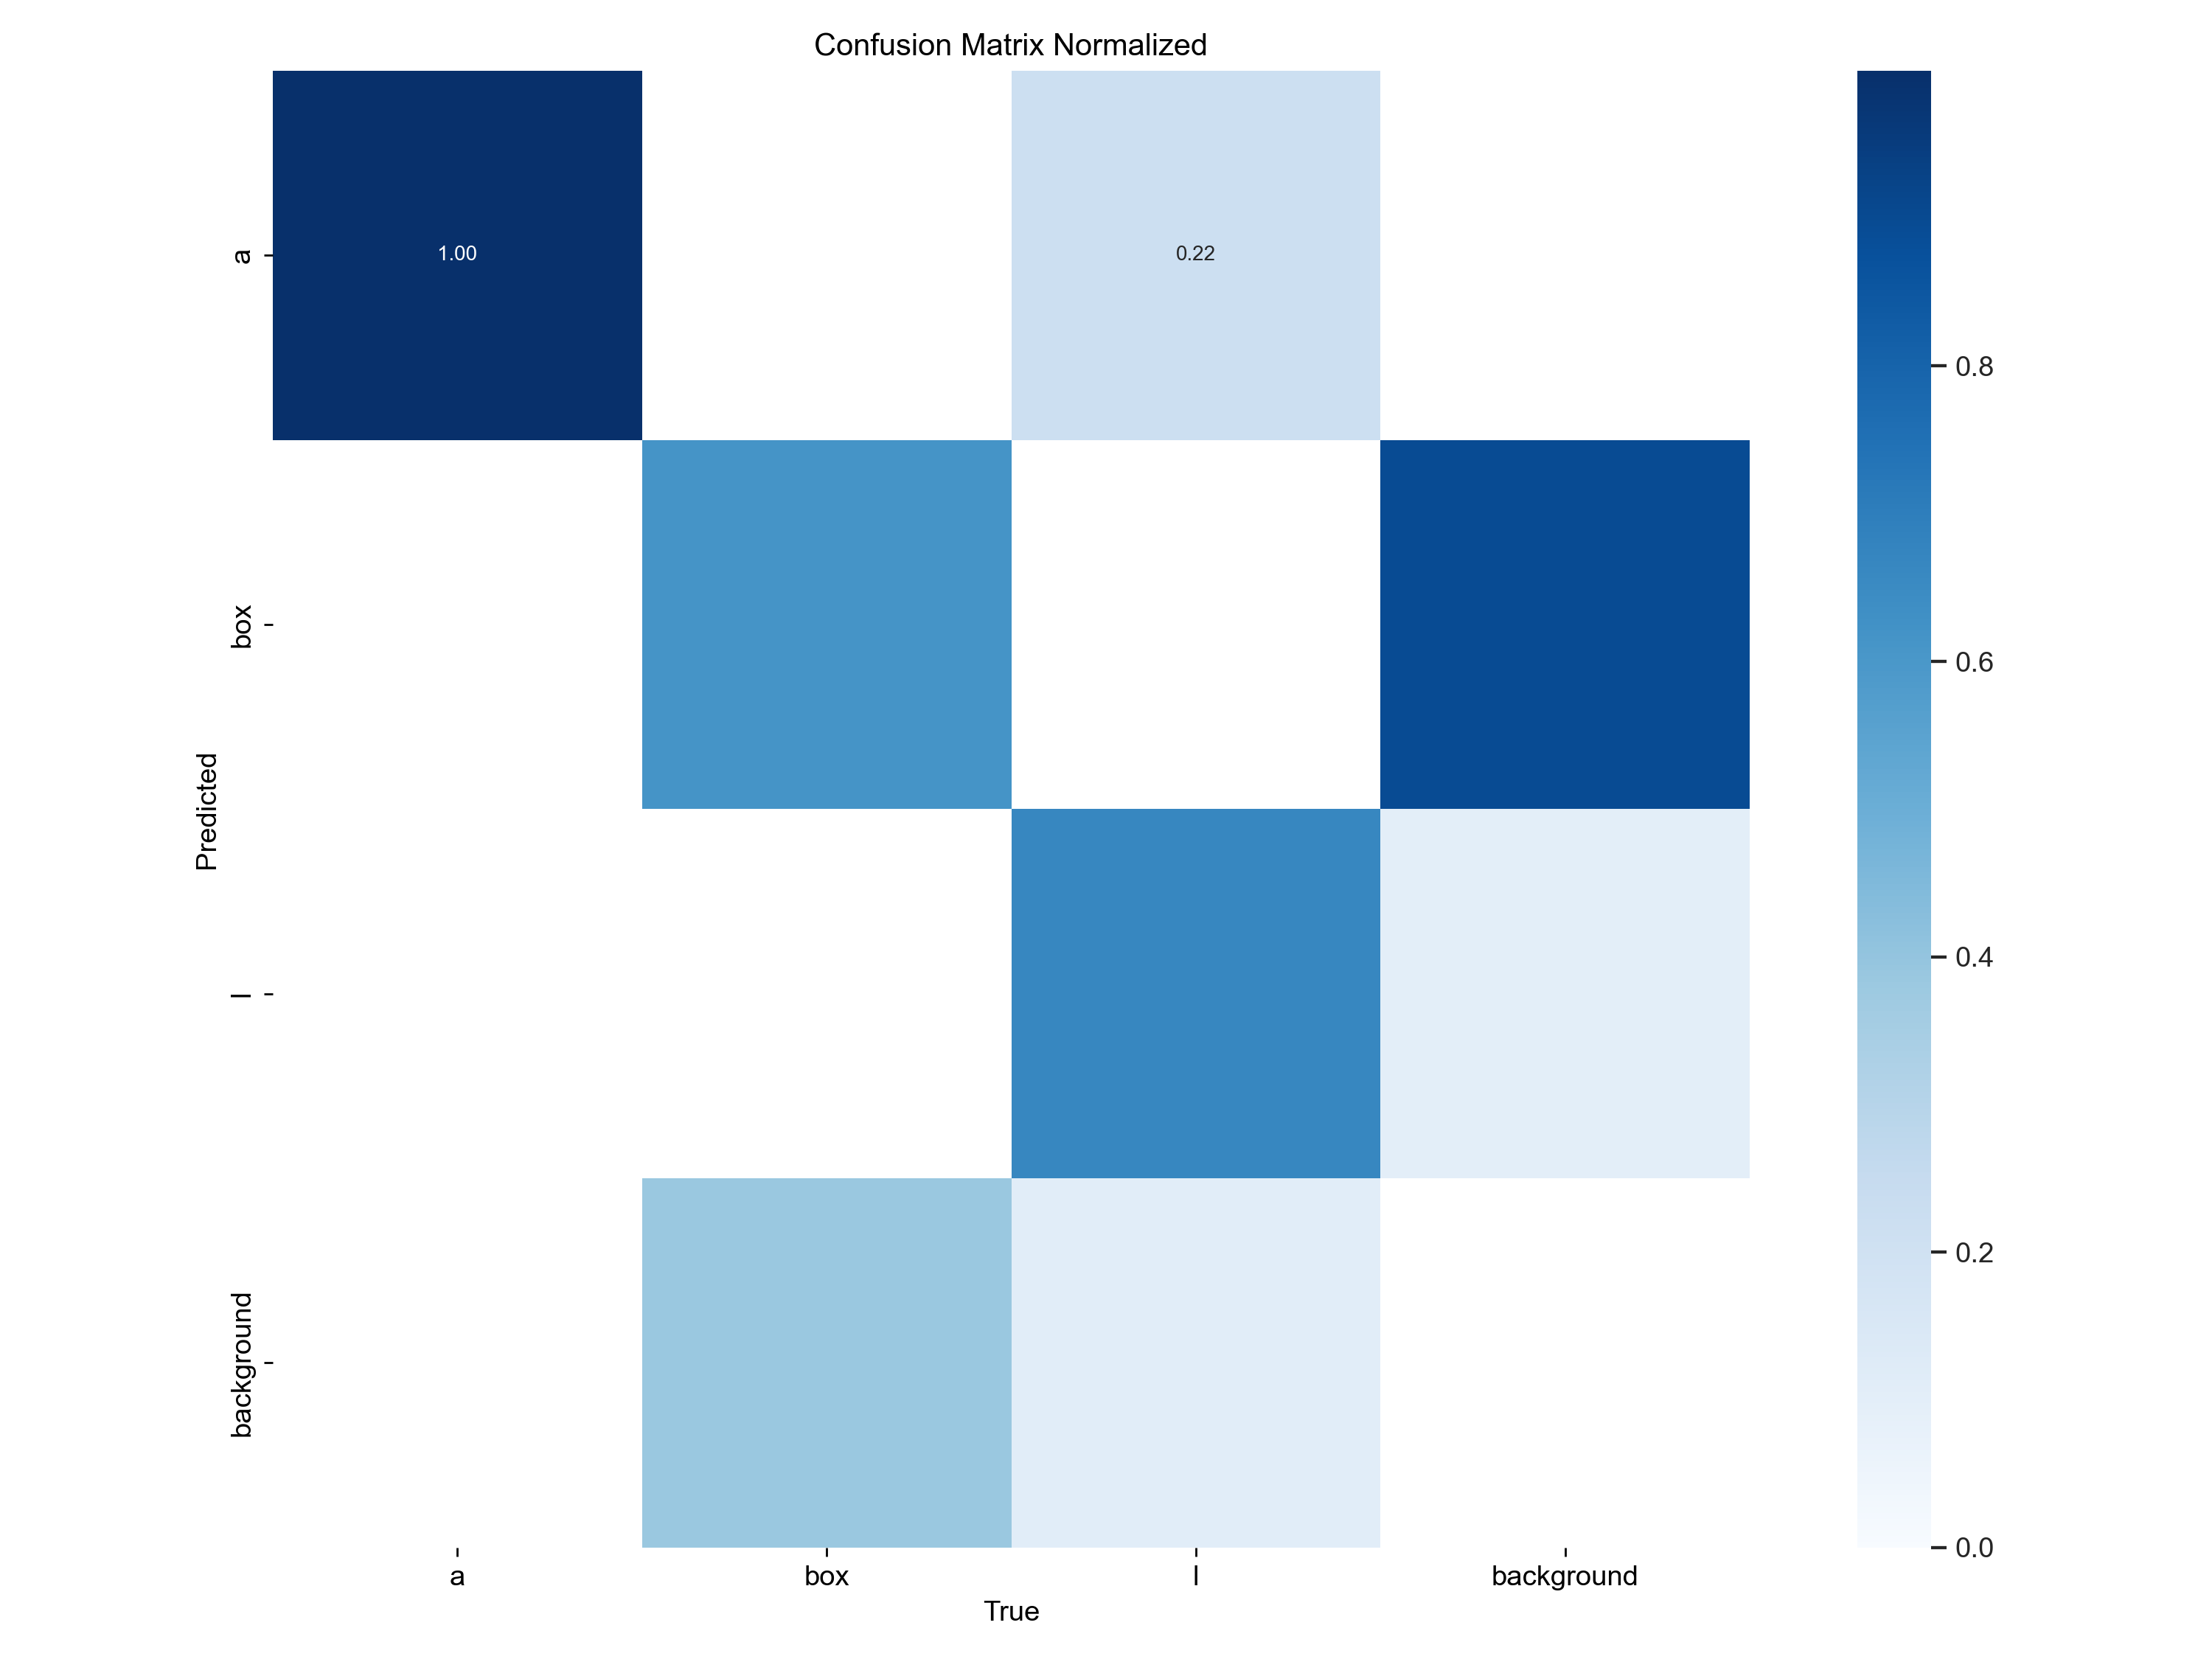 Confusion Matrix Normalized
a
1.00
0.22
box
l
background
Predicted
a
box
l
background
True
0.8
0.6
0.4
0.2
0.0